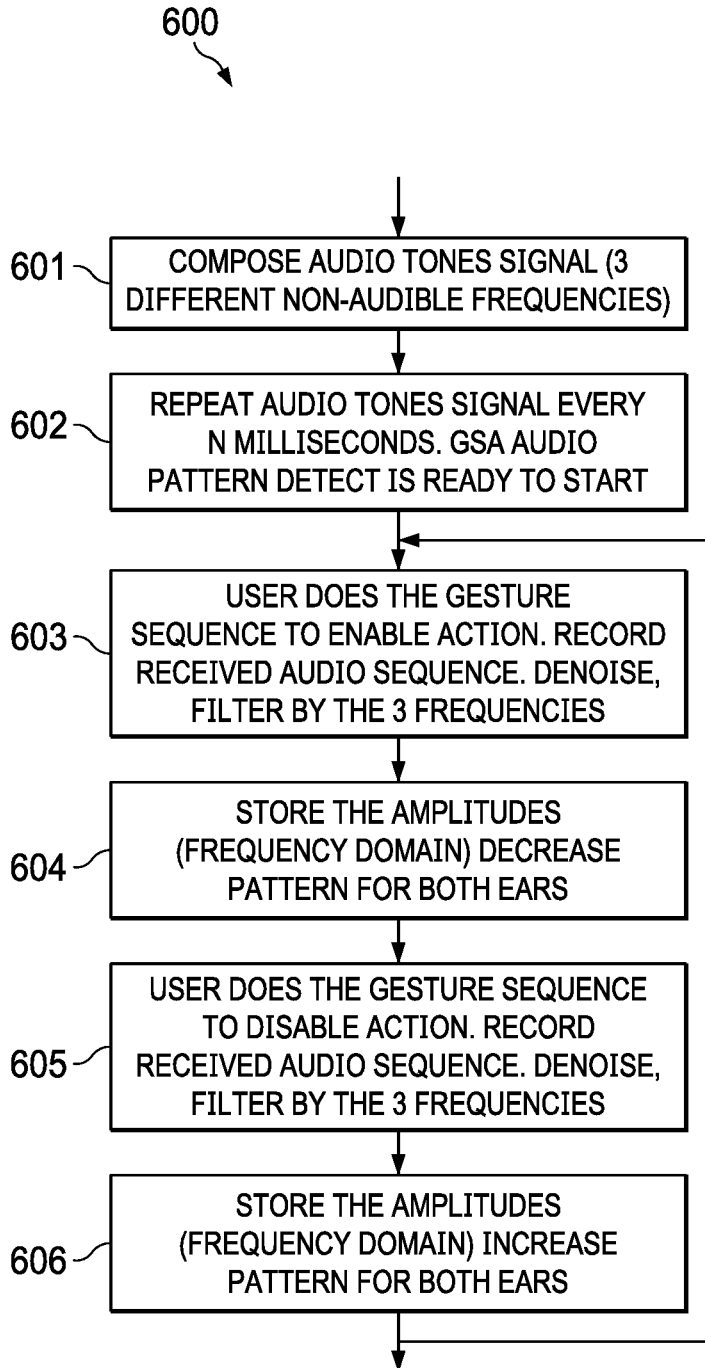 600
601
COMPOSE AUDIO TONES SIGNAL (3
DIFFERENT NON-AUDIBLE FREQUENCIES)
602
REPEAT AUDIO TONES SIGNAL EVERY
N MILLISECONDS. GSA AUDIO
PATTERN DETECT IS READY TO START
603
USER DOES THE GESTURE
SEQUENCE TO ENABLE ACTION. RECORD
RECEIVED AUDIO SEQUENCE. DENOISE,
FILTER BY THE 3 FREQUENCIES
604
STORE THE AMPLITUDES
(FREQUENCY DOMAIN) DECREASE
PATTERN FOR BOTH EARS
605
USER DOES THE GESTURE SEQUENCE
TO DISABLE ACTION. RECORD
RECEIVED AUDIO SEQUENCE. DENOISE,
FILTER BY THE 3 FREQUENCIES
606
STORE THE AMPLITUDES
(FREQUENCY DOMAIN) INCREASE
PATTERN FOR BOTH EARS